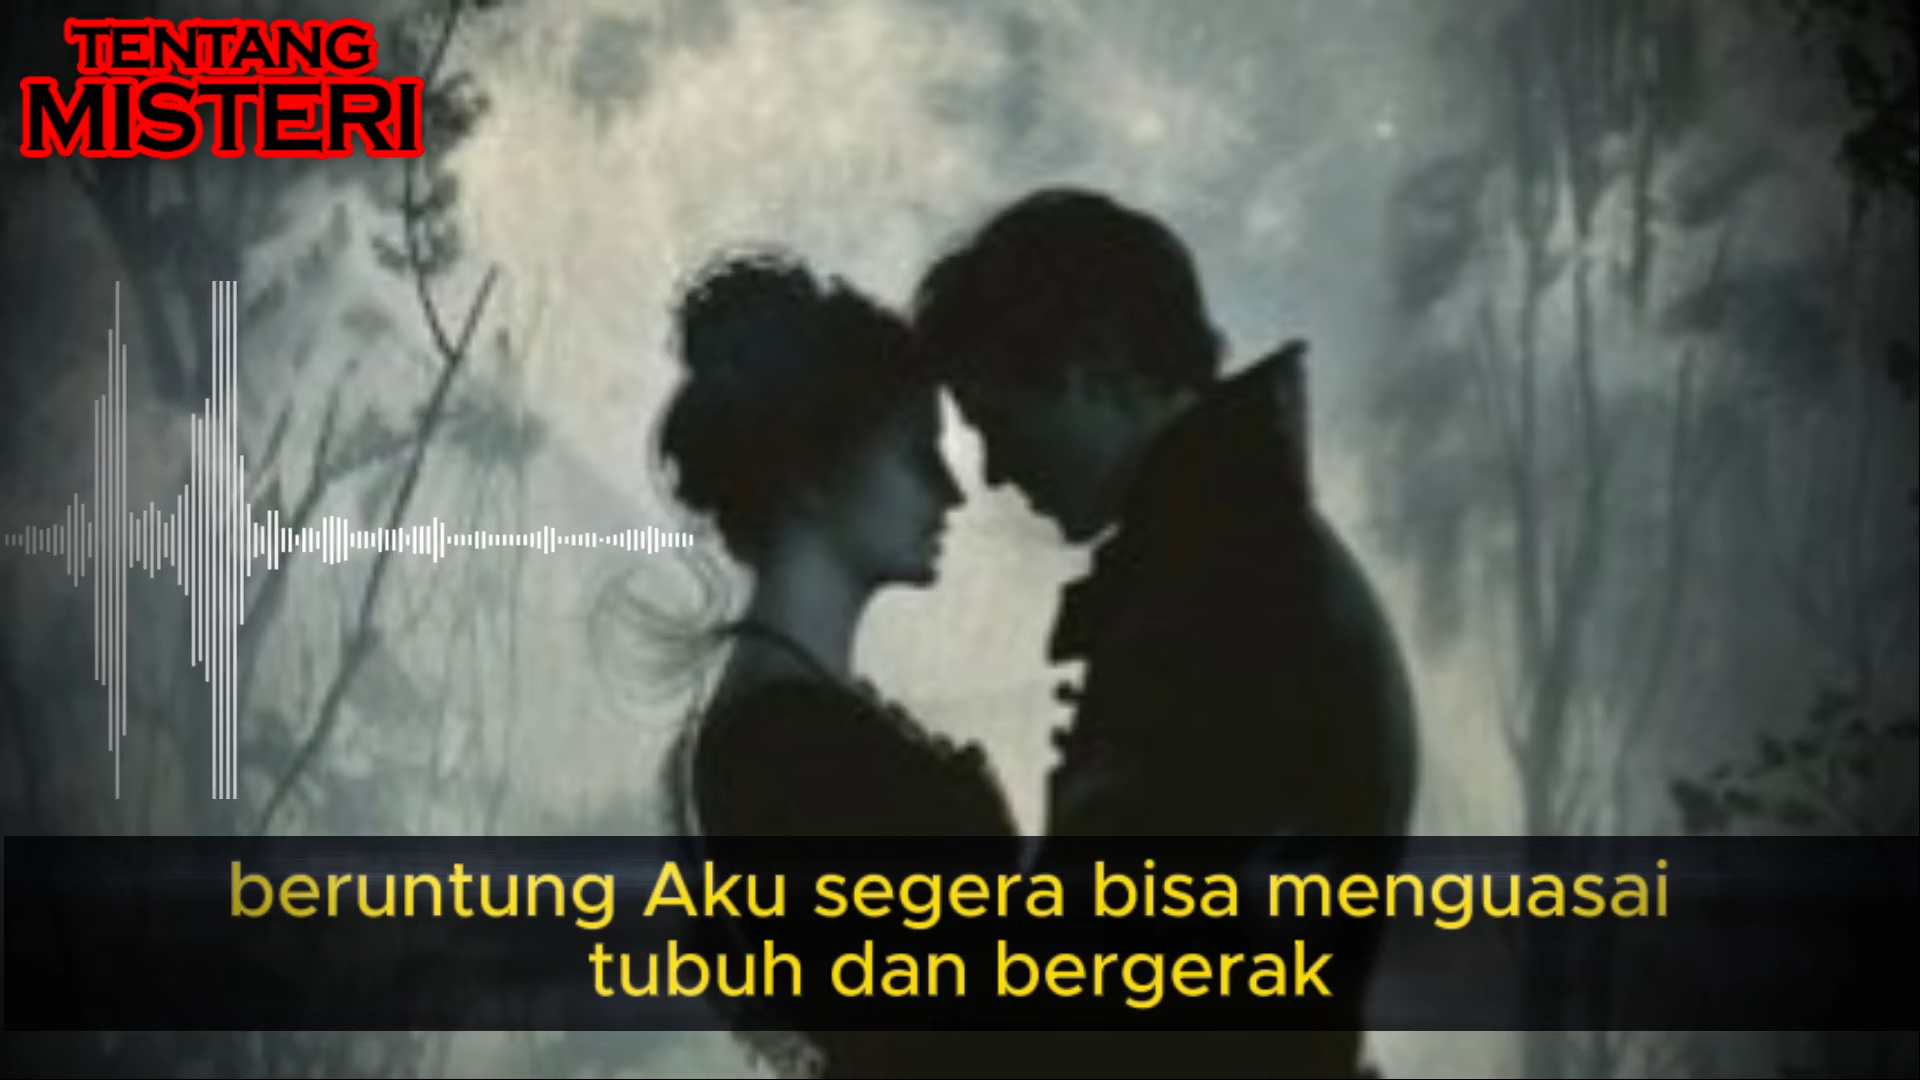 TENTANG
MISTERI
beruntung Aku segera bisa menguasai
tubuh dan bergerak